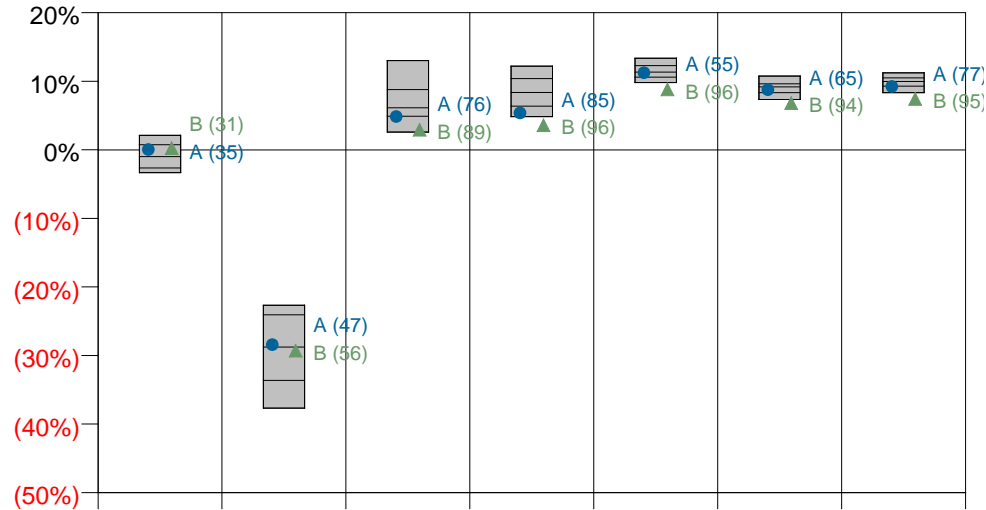 20%
10%
0%
(10%)
(20%)
(30%)
(40%)
(50%)
B (31)
A (35)
A (47)
B (56)
A (76)
B (89)
A (85)
B (96)
A (55)
B (96)
A (65)
B (94)
A (77)
B (95)